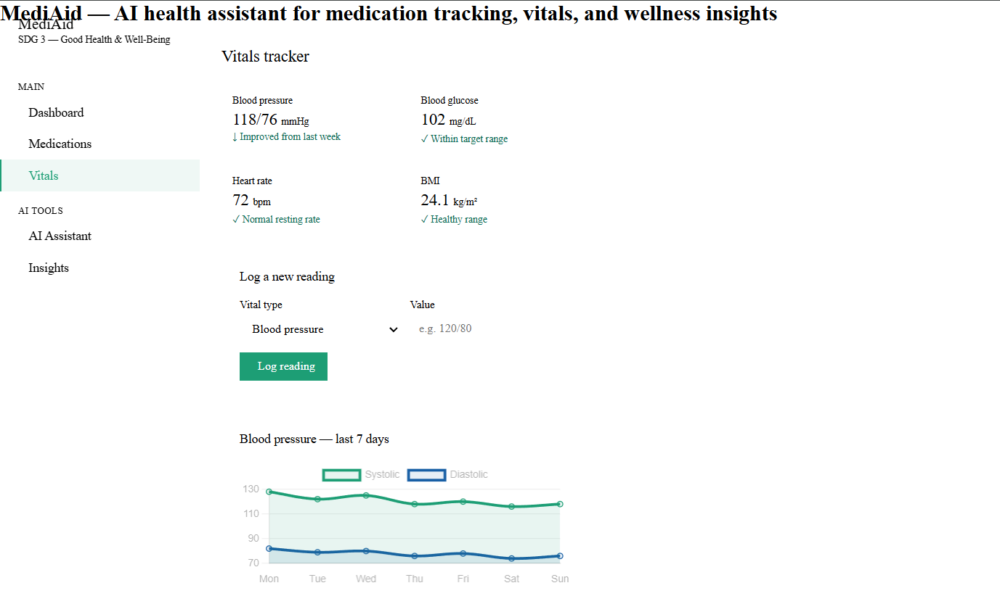 MediAid — AI health assistant for medication tracking, vitals, and wellness insights
MediAid
SDG 3 — Good Health & Well-Being
MAIN
Dashboard
Medications
Vitals
AI TOOLS
AI Assistant
Insights
Vitals tracker
Blood pressure
118/76 mmHg
↓ Improved from last week
Blood glucose
102 mg/dL
✓ Within target range
Heart rate
72 bpm
✓ Normal resting rate
BMI
24.1 kg/m²
✓ Healthy range
Log a new reading
Vital type
Value
Blood pressure
e.g. 120/80
Log reading
Blood pressure — last 7 days
Systolic Diastolic
130
110
90
70
Mon Tue Wed Thu Fri Sat Sun